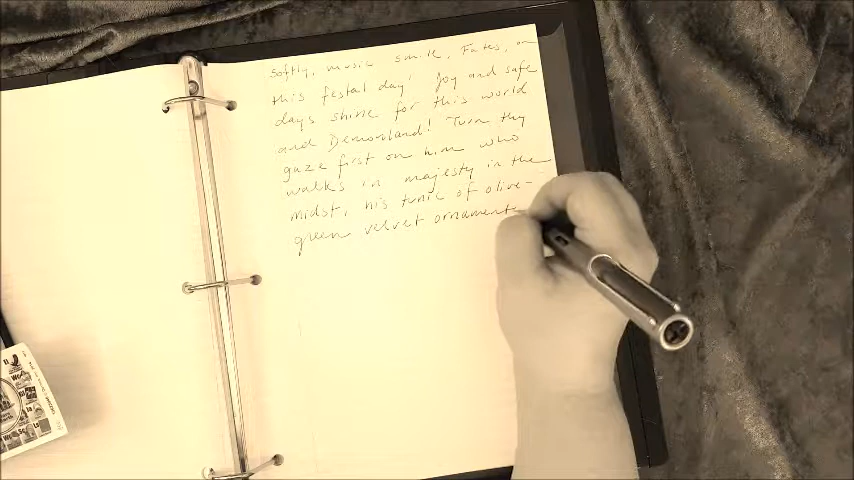 Softly, music smile, Fates, on
this festal day! Joy and safe
days shine for this world
and Demonland! Turn thy
gaze first on him who
walks in majesty in the
midst, his tunic of olive-
green velvet ornamente